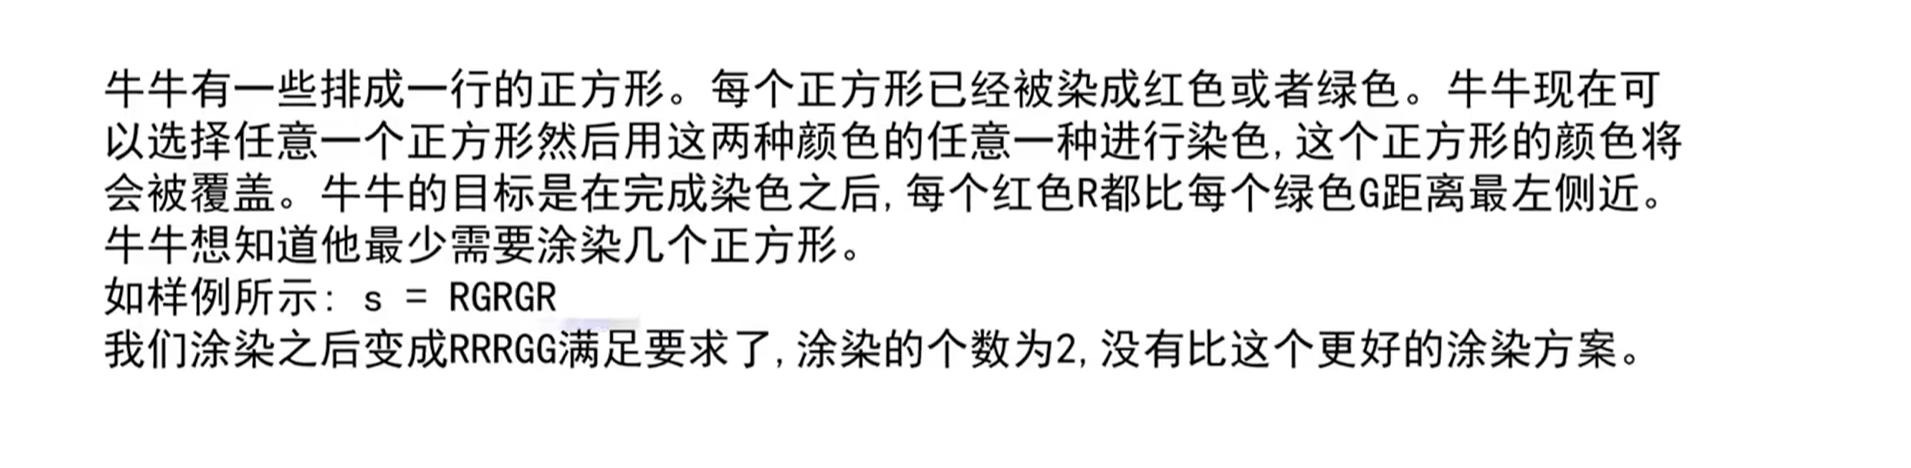 牛牛有一些排成一行的正方形。每个正方形已经被染成红色或者绿色。牛牛现在可
以选择任意一个正方形然后用这两种颜色的任意一种进行染色,这个正方形的颜色将
会被覆盖。牛牛的目标是在完成染色之后,每个红色R都比每个绿色G距离最左侧近。
牛牛想知道他最少需要涂染几个正方形。
如样例所示: s = RGRGR
我们涂染之后变成RRRGG满足要求了,涂染的个数为2,没有比这个更好的涂染方案。